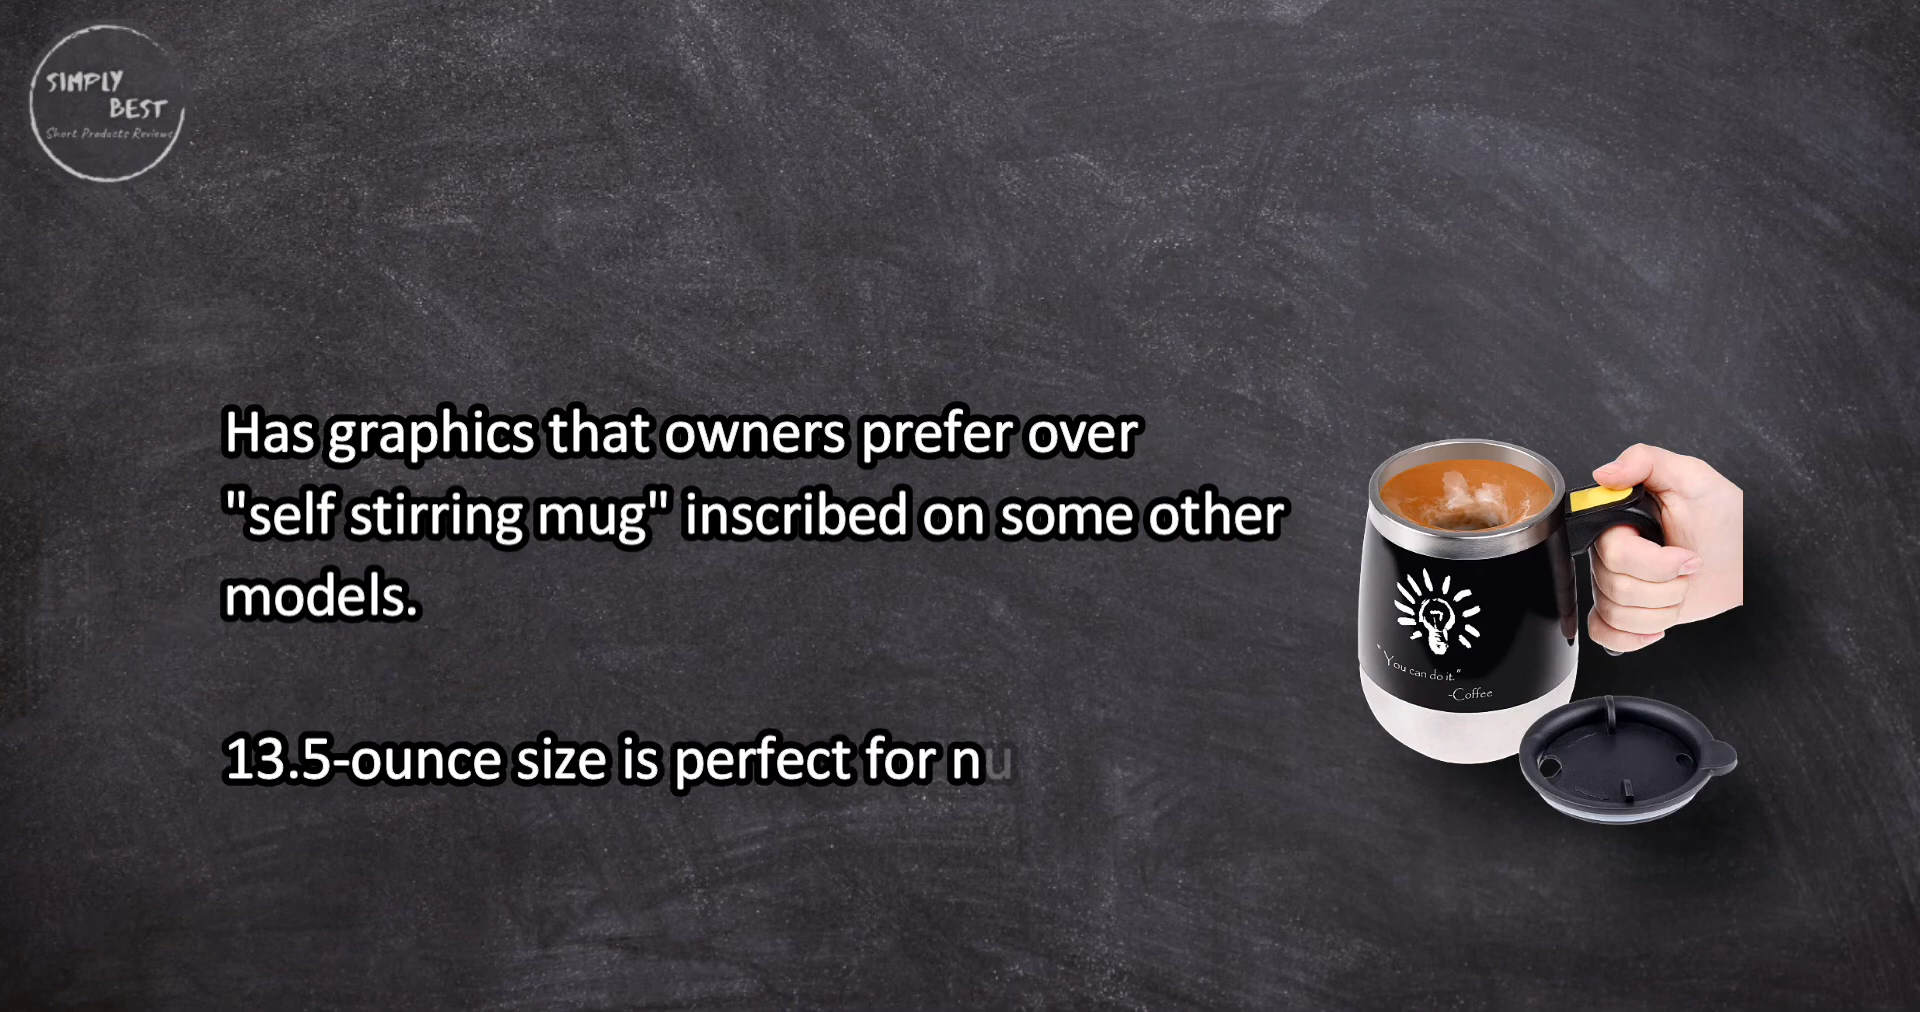 SIMPLY
BEST
Short Products Reviews
Has graphics that owners prefer over
"self stirring mug" inscribed on some other
models.
13.5-ounce size is perfect for nu
"You can do it."
-Coffee